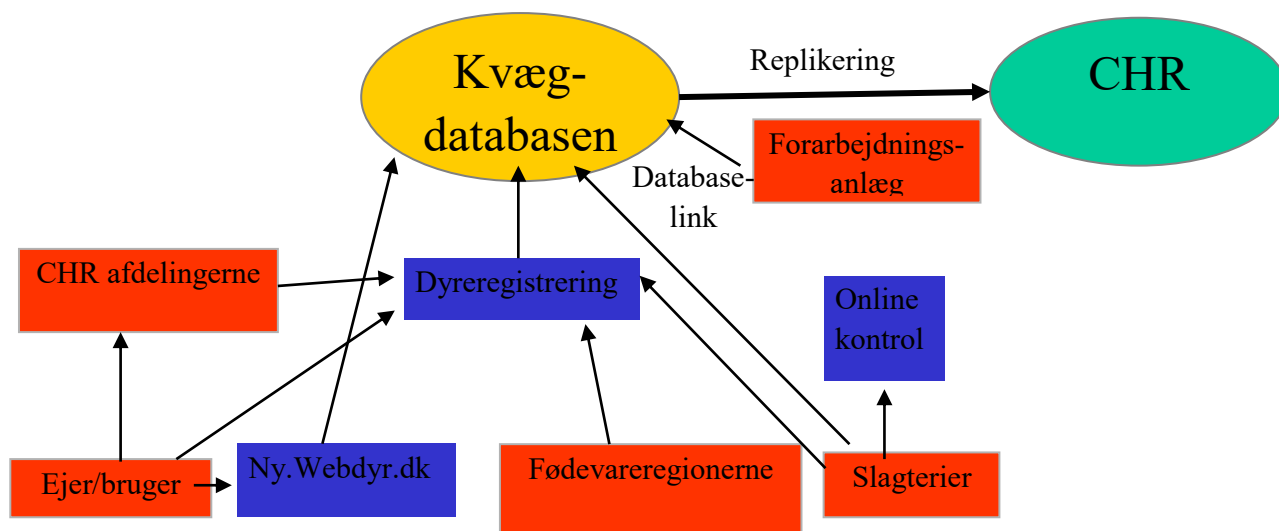 Kvæg-
databasen
Replikering
CHR
Forarbejdnings-
anlæg
Database-
link
CHR afdelingerne
Dyreregistrering
Online
kontrol
Ejer/bruger
Ny.Webdyr.dk
Fødevareregionerne
Slagterier